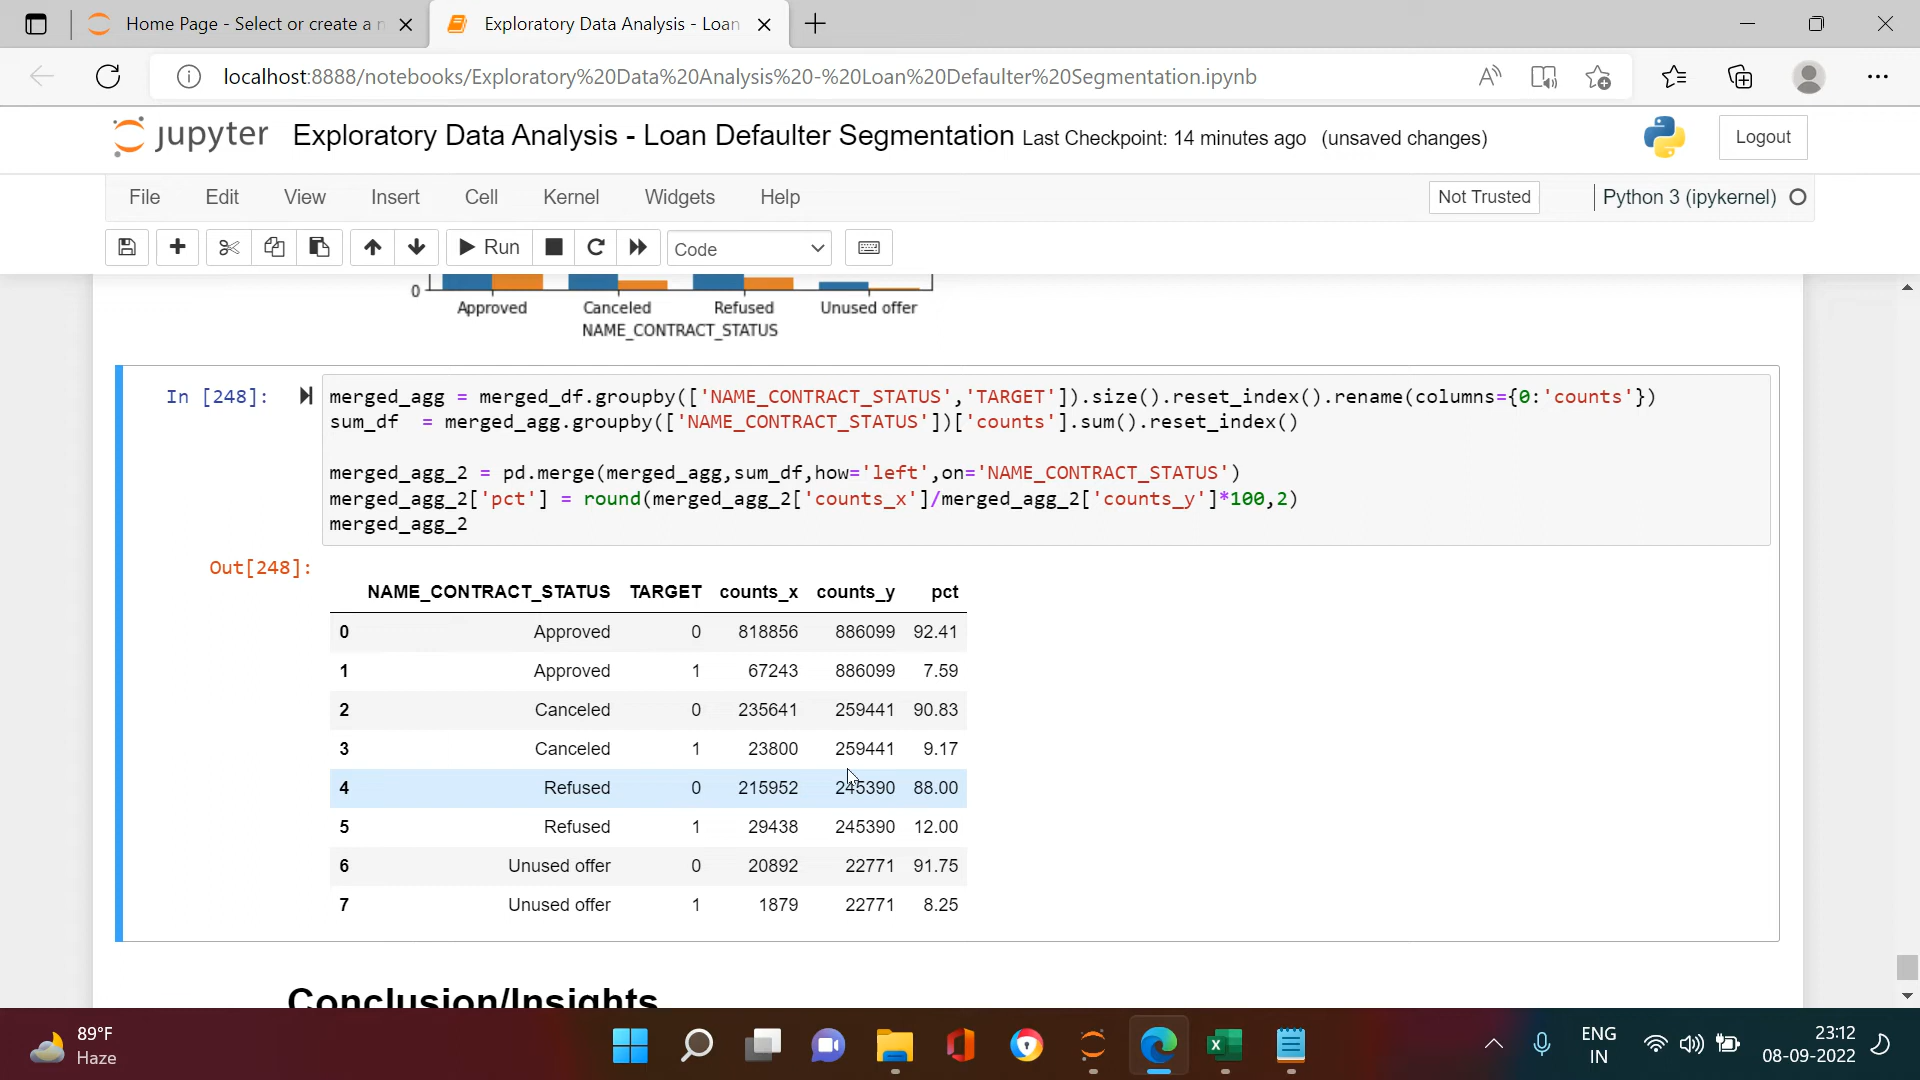 Home Page - Select or create a n
Exploratory Data Analysis - Loan
localhost:8888/notebooks/Exploratory%20Data%20Analysis%20-%20Loan%20Defaulter%20Segmentation.ipynb
jupyter Exploratory Data Analysis - Loan Defaulter Segmentation Last Checkpoint: 14 minutes ago (unsaved changes)
Logout
File Edit View Insert Cell Kernel Widgets Help
Not Trusted
Python 3 (ipykernel)
Run
Code
0
Approved Canceled Refused Unused offer
NAME_CONTRACT_STATUS
In [248]:
merged_agg = merged_df.groupby(['NAME_CONTRACT_STATUS','TARGET']).size().reset_index().rename(columns={0:'counts'})
sum_df  = merged_agg.groupby(['NAME_CONTRACT_STATUS'])['counts'].sum().reset_index()
merged_agg_2 = pd.merge(merged_agg,sum_df,how='left',on='NAME_CONTRACT_STATUS')
merged_agg_2['pct'] = round(merged_agg_2['counts_x']/merged_agg_2['counts_y']*100,2)
merged_agg_2
Out[248]:
NAME_CONTRACT_STATUS TARGET counts_x counts_y pct
0 Approved 0 818856 886099 92.41
1 Approved 1 67243 886099 7.59
2 Canceled 0 235641 259441 90.83
3 Canceled 1 23800 259441 9.17
4 Refused 0 215952 245390 88.00
5 Refused 1 29438 245390 12.00
6 Unused offer 0 20892 22771 91.75
7 Unused offer 1 1879 22771 8.25
Conclusion/Insights
89°F
Haze
ENG
IN
23:12
08-09-2022